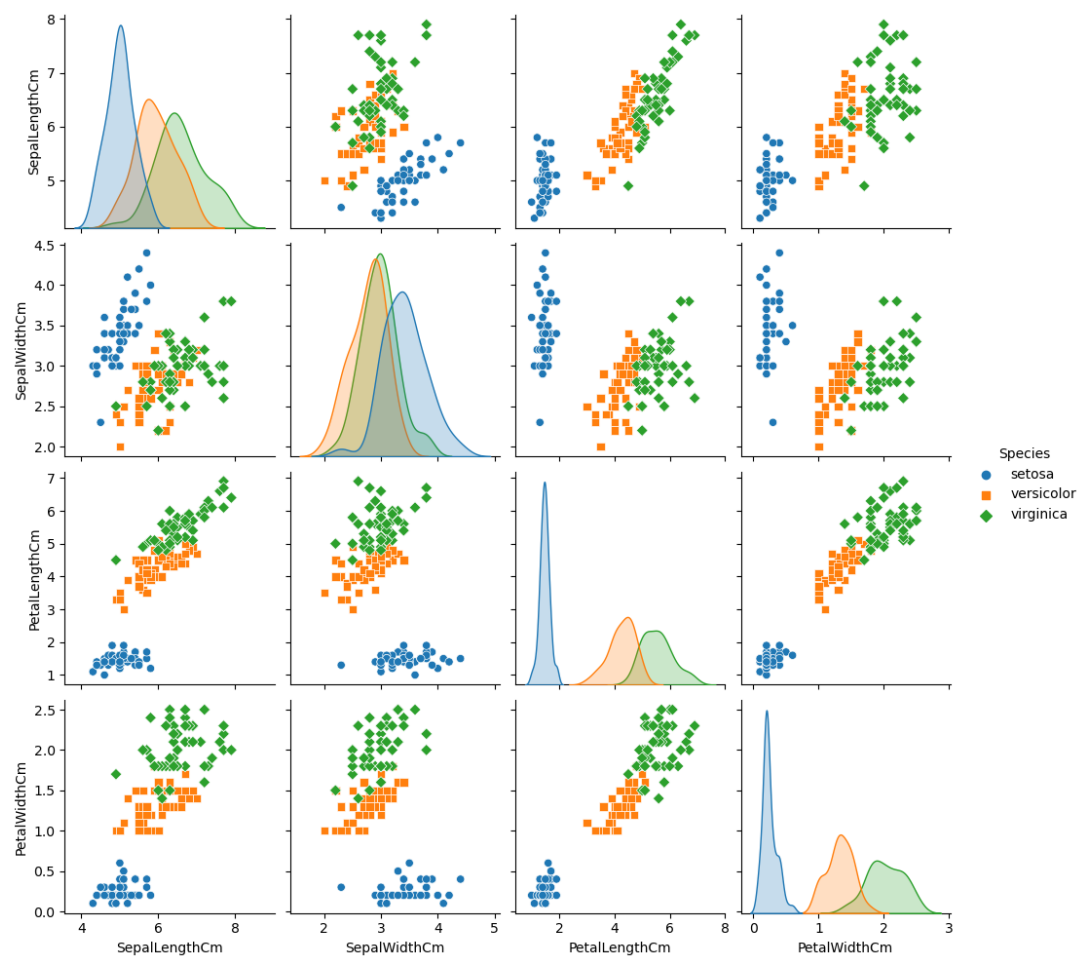 8
7
6
5
SepalLengthCm
4.5
4.0
3.5
3.0
2.5
2.0
SepalWidthCm
Species
setosa
versicolor
virginica
7
6
5
4
3
2
1
PetalLengthCm
2.5
2.0
1.5
1.0
0.5
0.0
PetalWidthCm
4 6 8 2 3 4 5 2 4 6 8 0 1 2 3
SepalLengthCm SepalWidthCm PetalLengthCm PetalWidthCm